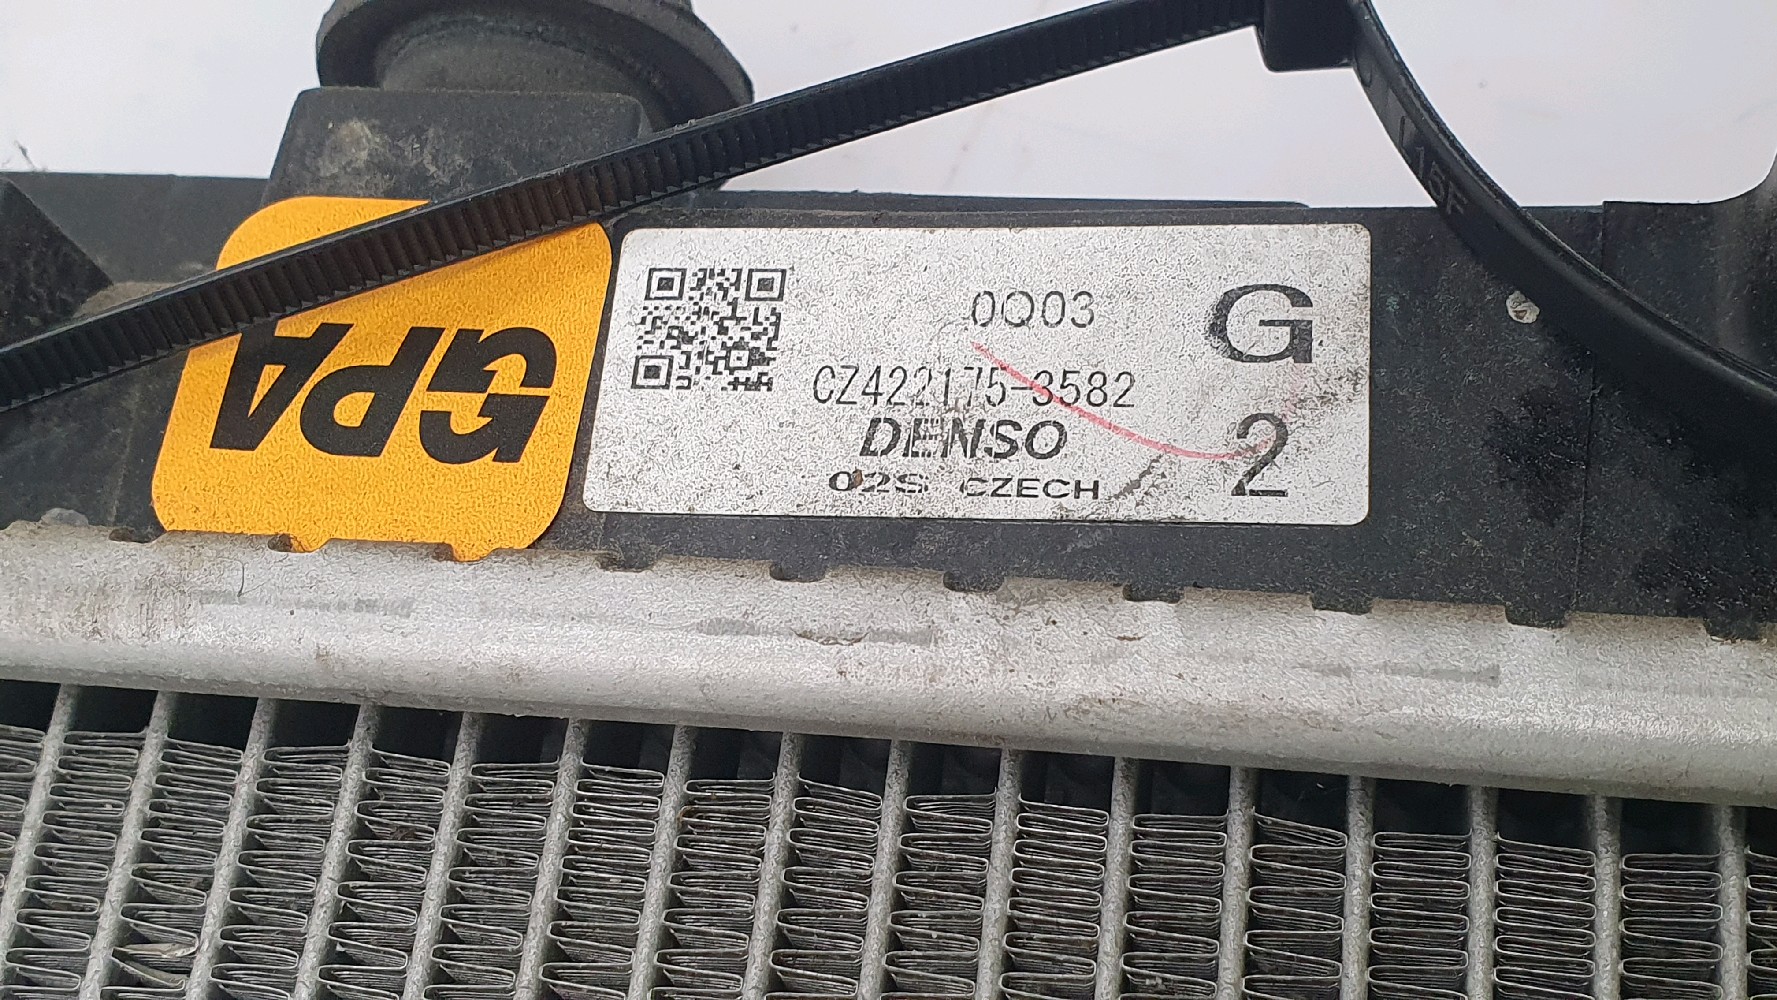 GPA
0Q03
G
CZ422175-3582
DENSO
2
02S CZECH